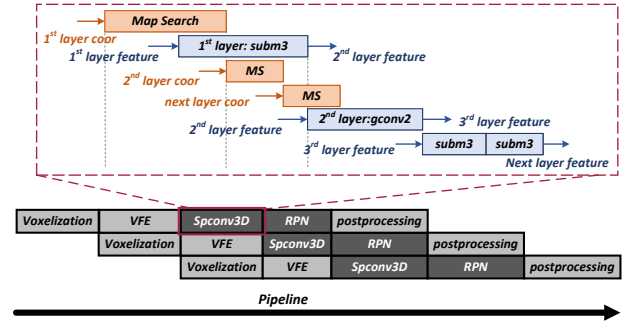 Map Search
1st layer coor
1st layer: subm3
1st layer feature
2nd layer feature
MS
2nd layer coor
MS
next layer coor
2nd layer:gconv2
2nd layer feature
3rd layer feature
subm3 subm3
3rd layer feature
Next layer feature
Voxelization VFE Spconv3D RPN postprocessing
Voxelization VFE Spconv3D RPN postprocessing
Voxelization VFE Spconv3D RPN postprocessing
Pipeline